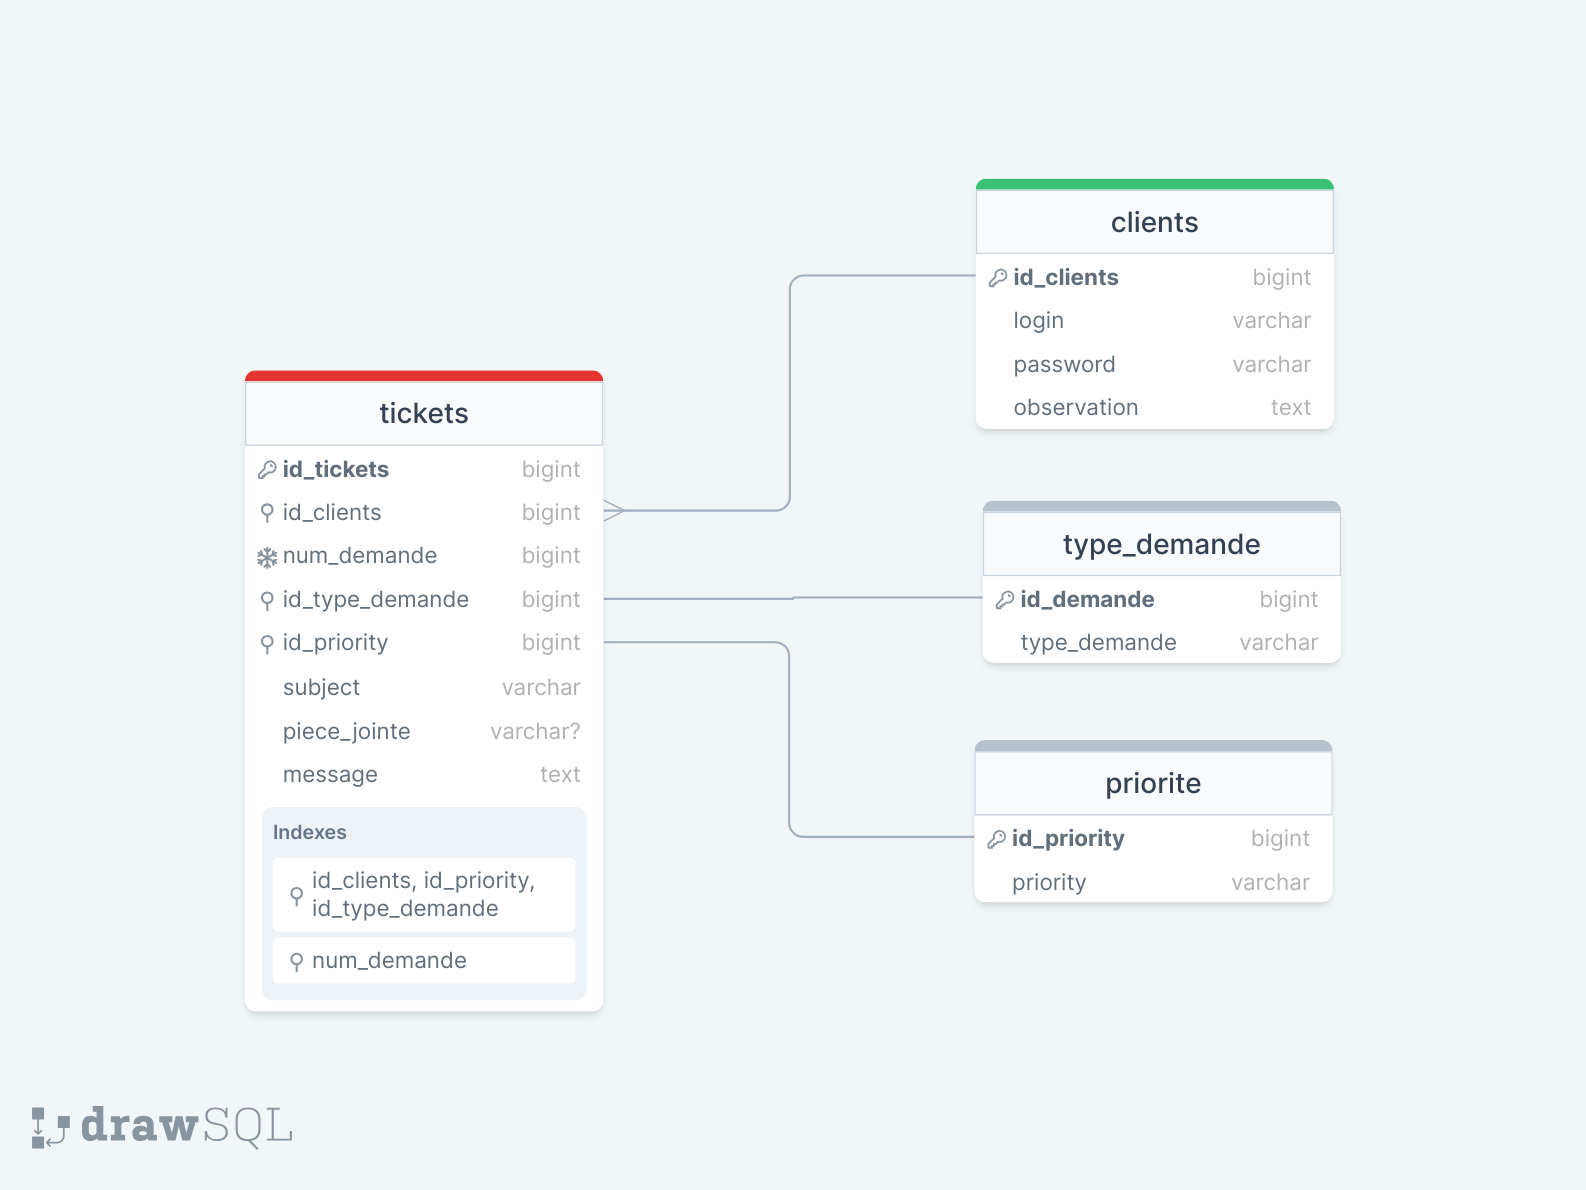 tickets
id_tickets bigint
id_clients bigint
num_demande bigint
id_type_demande bigint
id_priority bigint
subject varchar
piece_jointe varchar?
message text
Indexes
id_clients, id_priority,
id_type_demande
num_demande
clients
id_clients bigint
login varchar
password varchar
observation text
type_demande
id_demande bigint
type_demande varchar
priorite
id_priority bigint
priority varchar
drawSQL